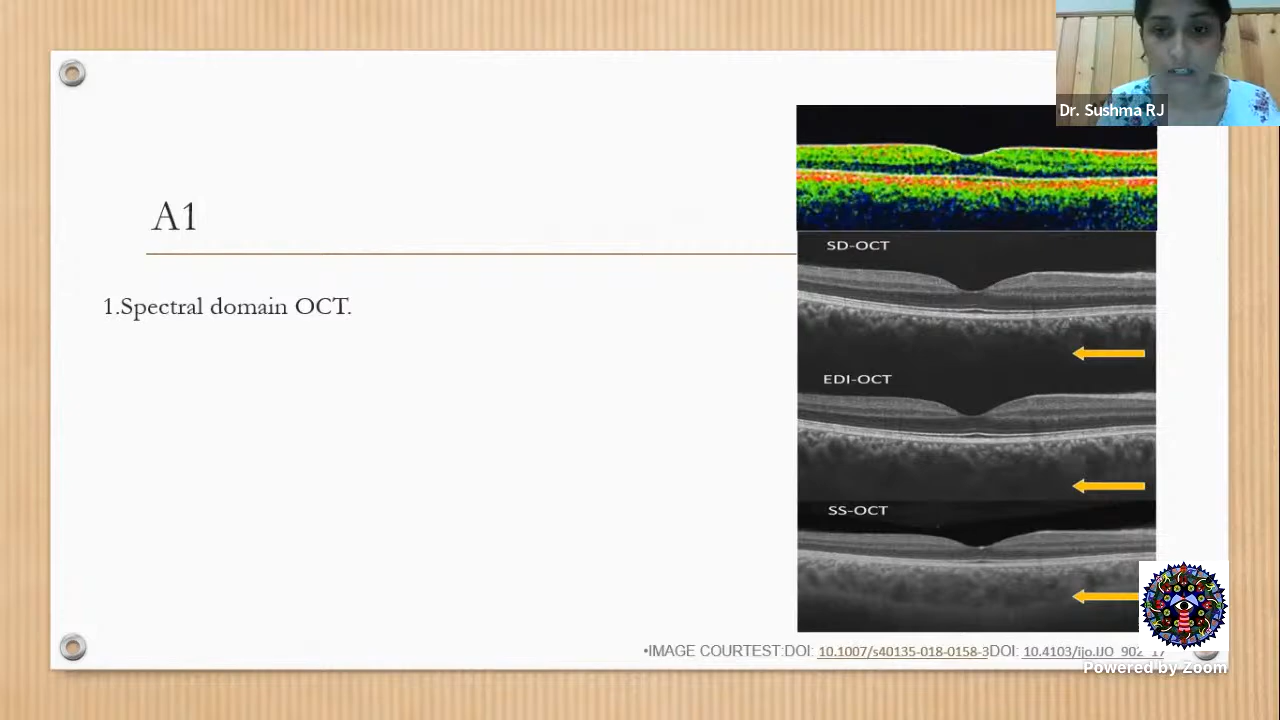 Dr. Sushma RJ
A1
SD-OCT
1.Spectral domain OCT.
EDI-OCT
SS-OCT
•IMAGE COURTEST:DOI: 10.1007/s40135-018-0158-3DOI: 10.4103/ijo.IJO_902_17
Powered by Zoom